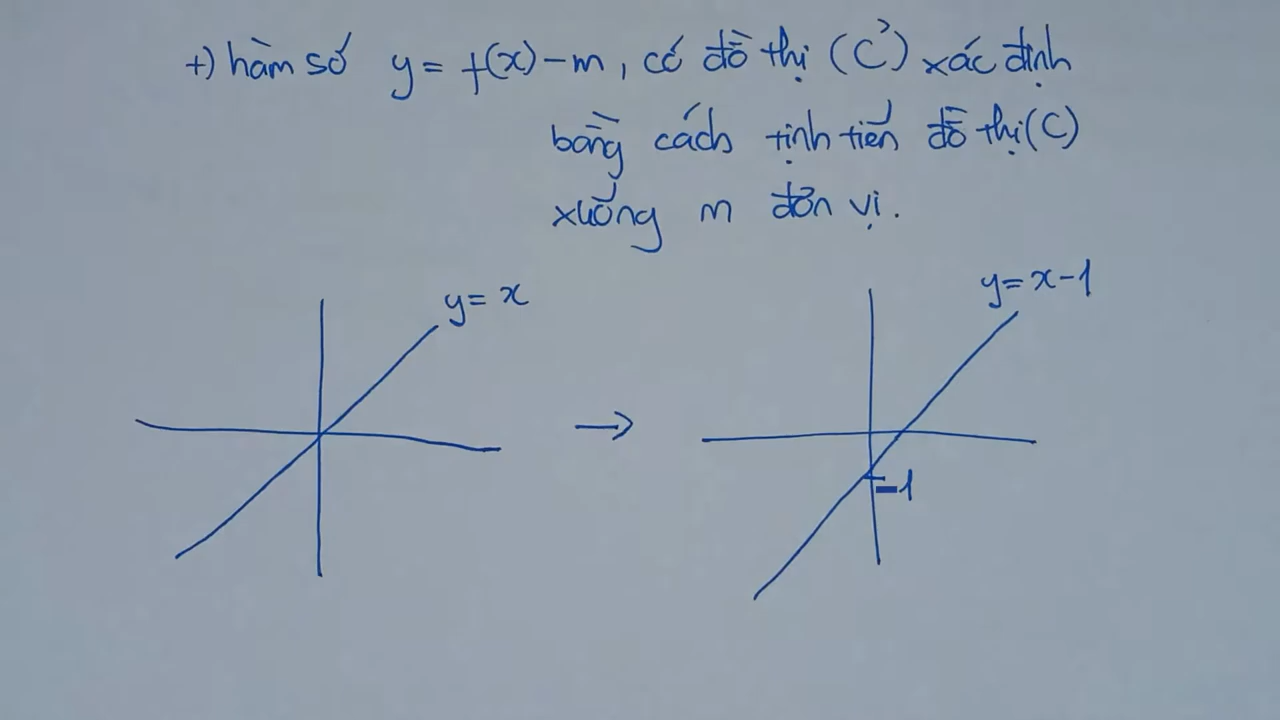 +) hàm số y = f(x) - m, có đồ thị (C') xác định
bằng cách tịnh tiến đồ thị (C)
xuống m đơn vị.
y = x
y = x - 1
→
-1